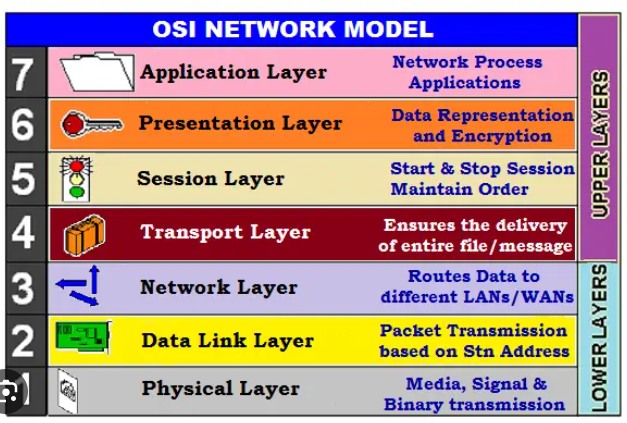 OSI NETWORK MODEL
7
Application Layer
Network Process
Applications
6
Presentation Layer
Data Representation
and Encryption
5
Session Layer
Start & Stop Session
Maintain Order
4
Transport Layer
Ensures the delivery
of entire file/message
3
Network Layer
Routes Data to
different LANs/WANs
2
Data Link Layer
Packet Transmission
based on Stn Address
Physical Layer
Media, Signal &
Binary transmission
UPPER LAYERS
LOWER LAYERS